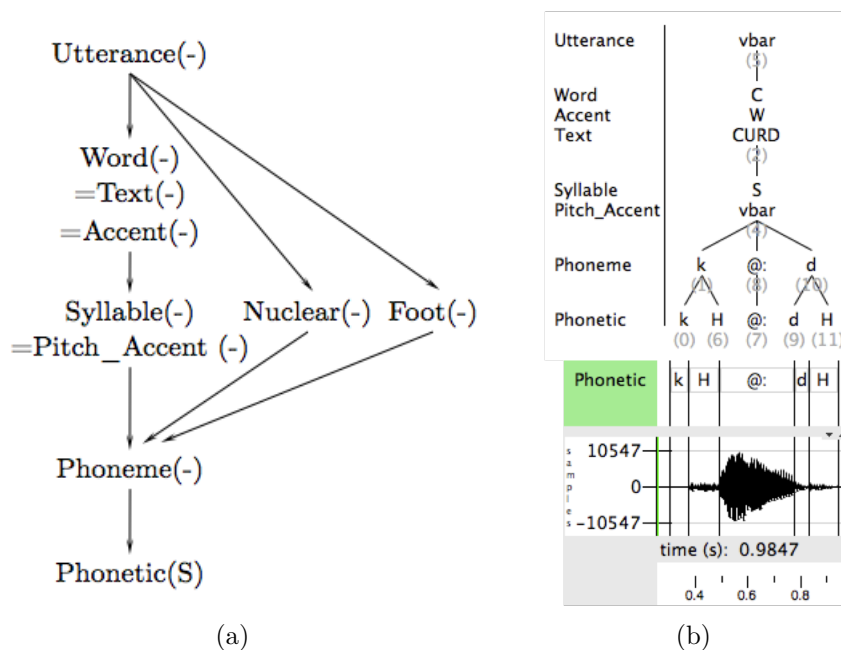 Utterance(-)
Word(-)
=Text(-)
=Accent(-)
Syllable(-) Nuclear(-) Foot(-)
=Pitch_Accent (-)
Phoneme(-)
Phonetic(S)
(a)
Utterance vbar
(5)
Word C
Accent W
Text CURD
(2)
Syllable S
Pitch_Accent vbar
(4)
Phoneme k @: d
(1) (8) (10)
Phonetic k H @: d H
(0) (6) (7) (9) (11)
Phonetic k H @: d H
samples
10547
0
-10547
time (s): 0.9847
0.4 0.6 0.8
(b)